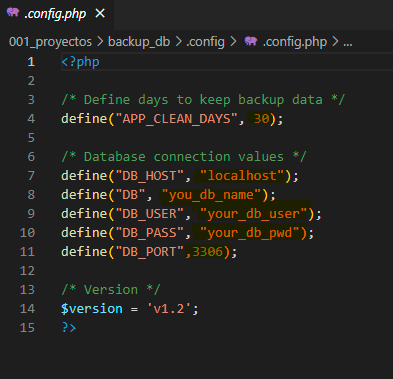 .config.php ×
001_proyectos > backup_db > .config > .config.php > ...
1 <?php
2
3 /* Define days to keep backup data */
4 define("APP_CLEAN_DAYS", 30);
5
6 /* Database connection values */
7 define("DB_HOST", "localhost");
8 define("DB", "you_db_name");
9 define("DB_USER", "your_db_user");
10 define("DB_PASS", "your_db_pwd");
11 define("DB_PORT",3306);
12
13 /* Version */
14 $version = 'v1.2';
15 ?>